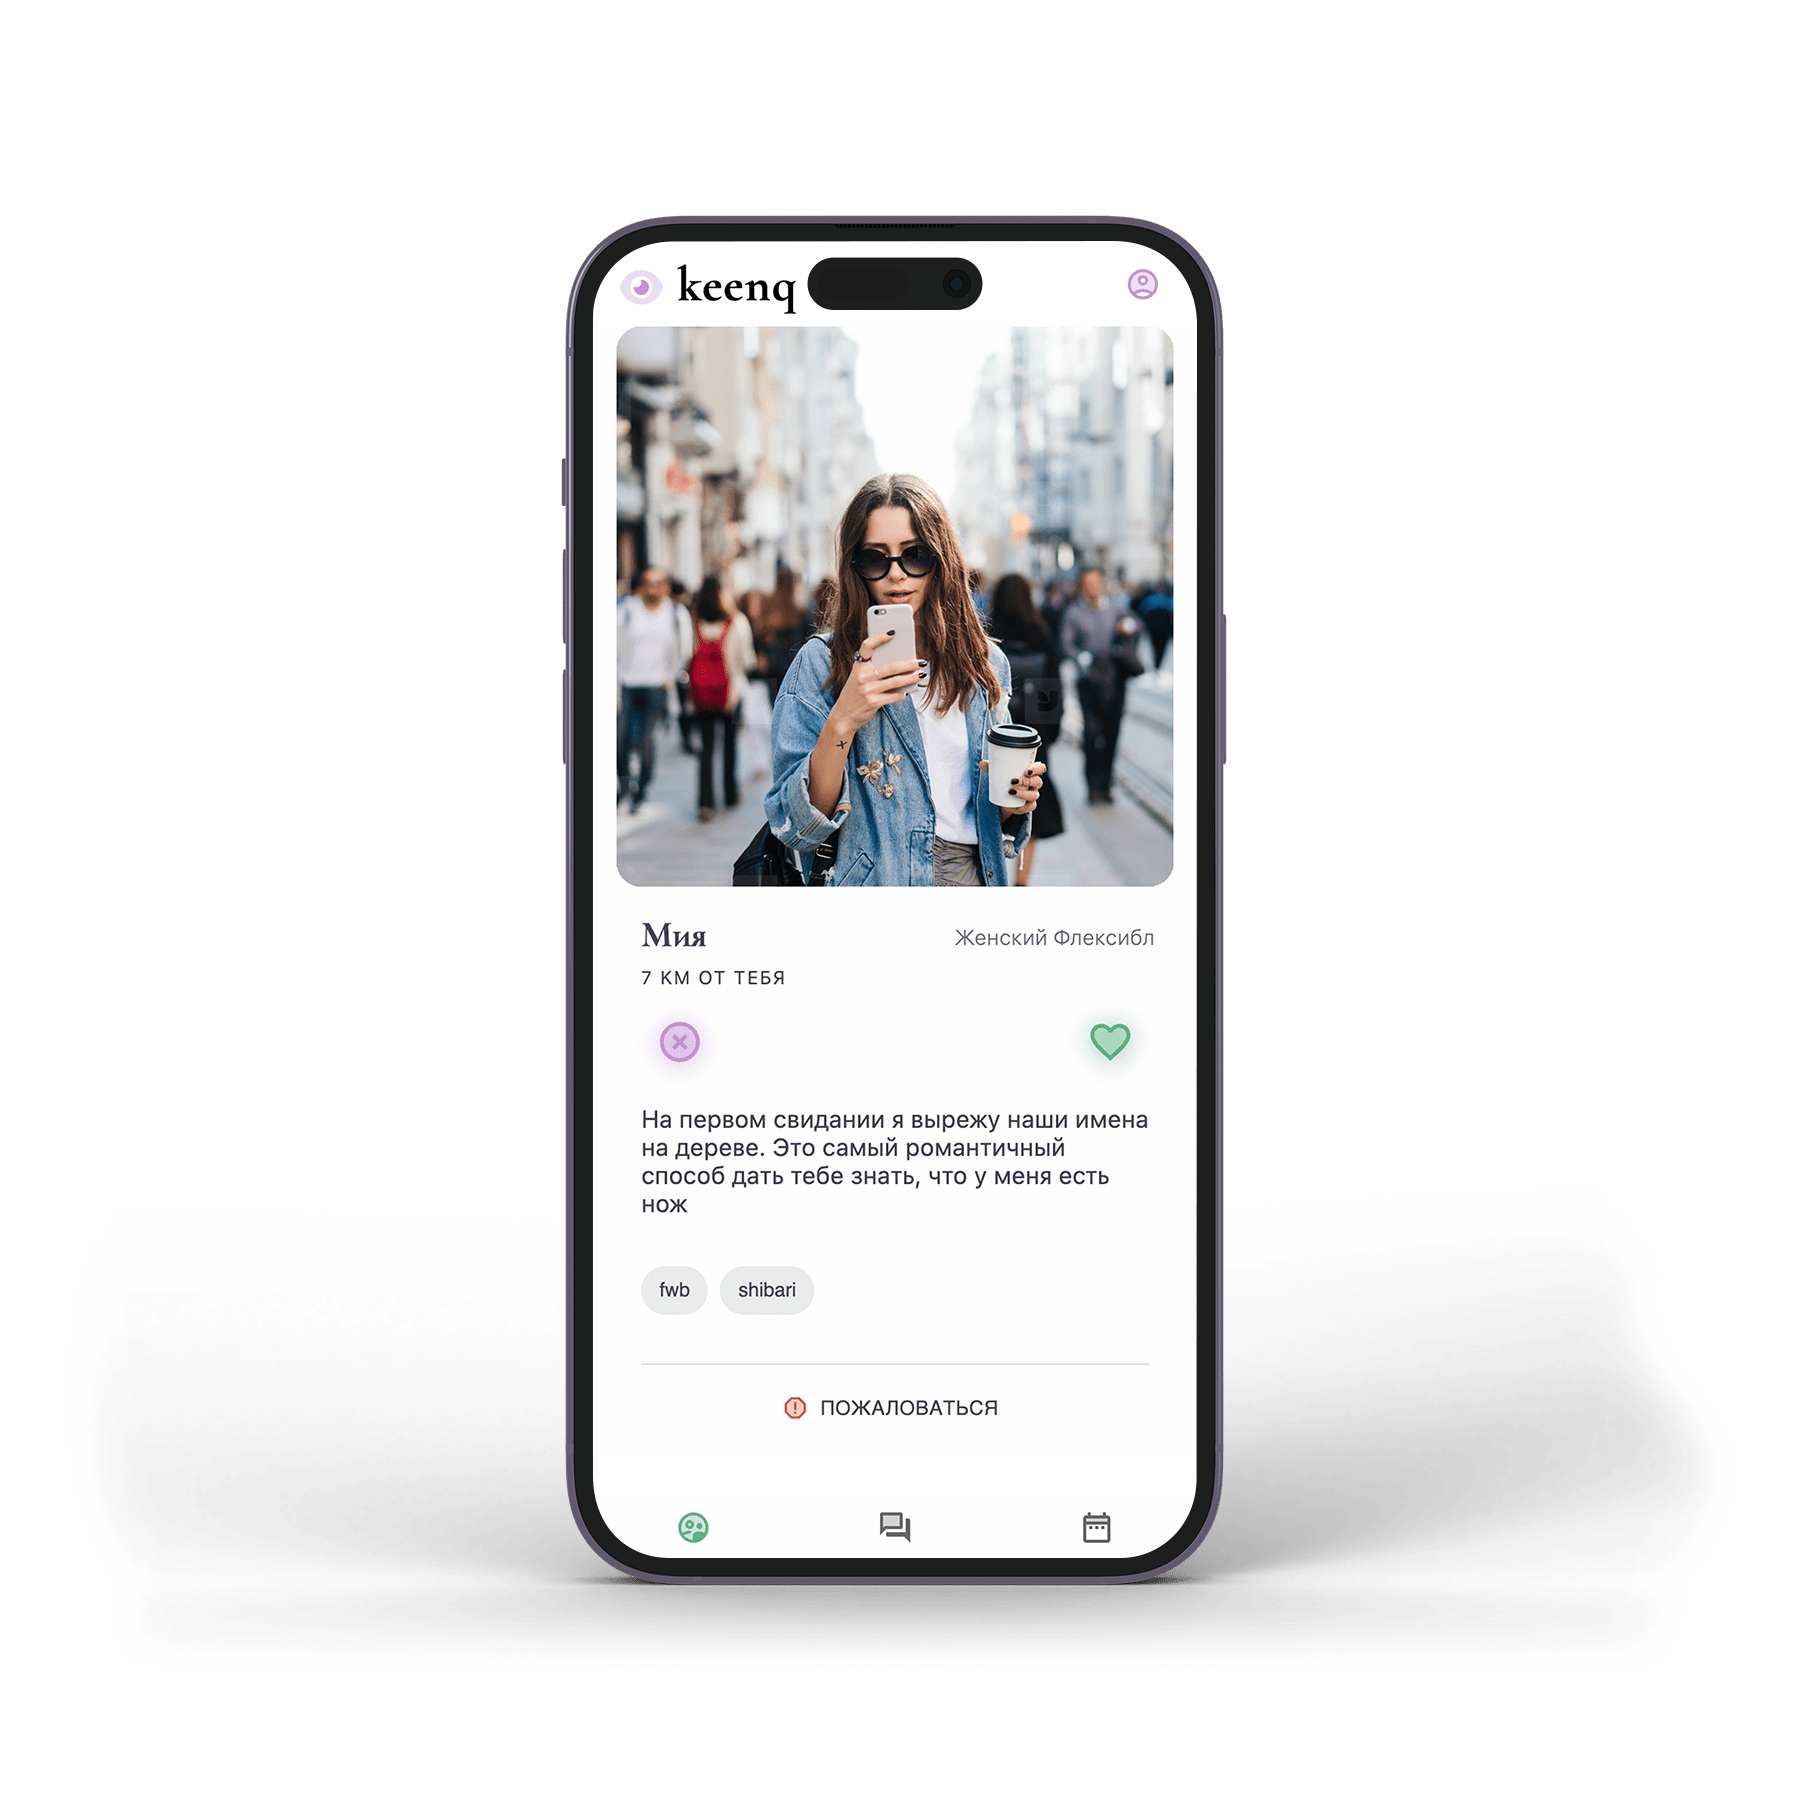 keenq
Мия
Женский Флексибл
7 КМ ОТ ТЕБЯ
На первом свидании я вырежу наши имена
на дереве. Это самый романтичный
способ дать тебе знать, что у меня есть
нож
fwb
shibari
ПОЖАЛОВАТЬСЯ